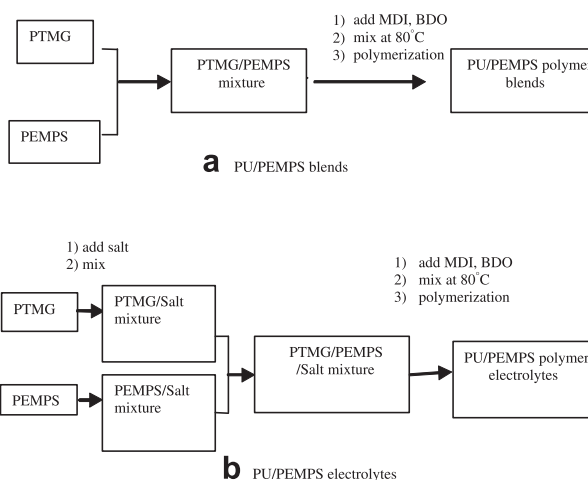 PTMG
PEMPS
PTMG/PEMPS
mixture
1) add MDI, BDO
2) mix at 80°C
3) polymerization
PU/PEMPS polyme
blends
a PU/PEMPS blends
1) add salt
2) mix
PTMG
PTMG/Salt
mixture
PEMPS
PEMPS/Salt
mixture
PTMG/PEMPS
/Salt mixture
1) add MDI, BDO
2) mix at 80°C
3) polymerization
PU/PEMPS polyme
electrolytes
b PU/PEMPS electrolytes